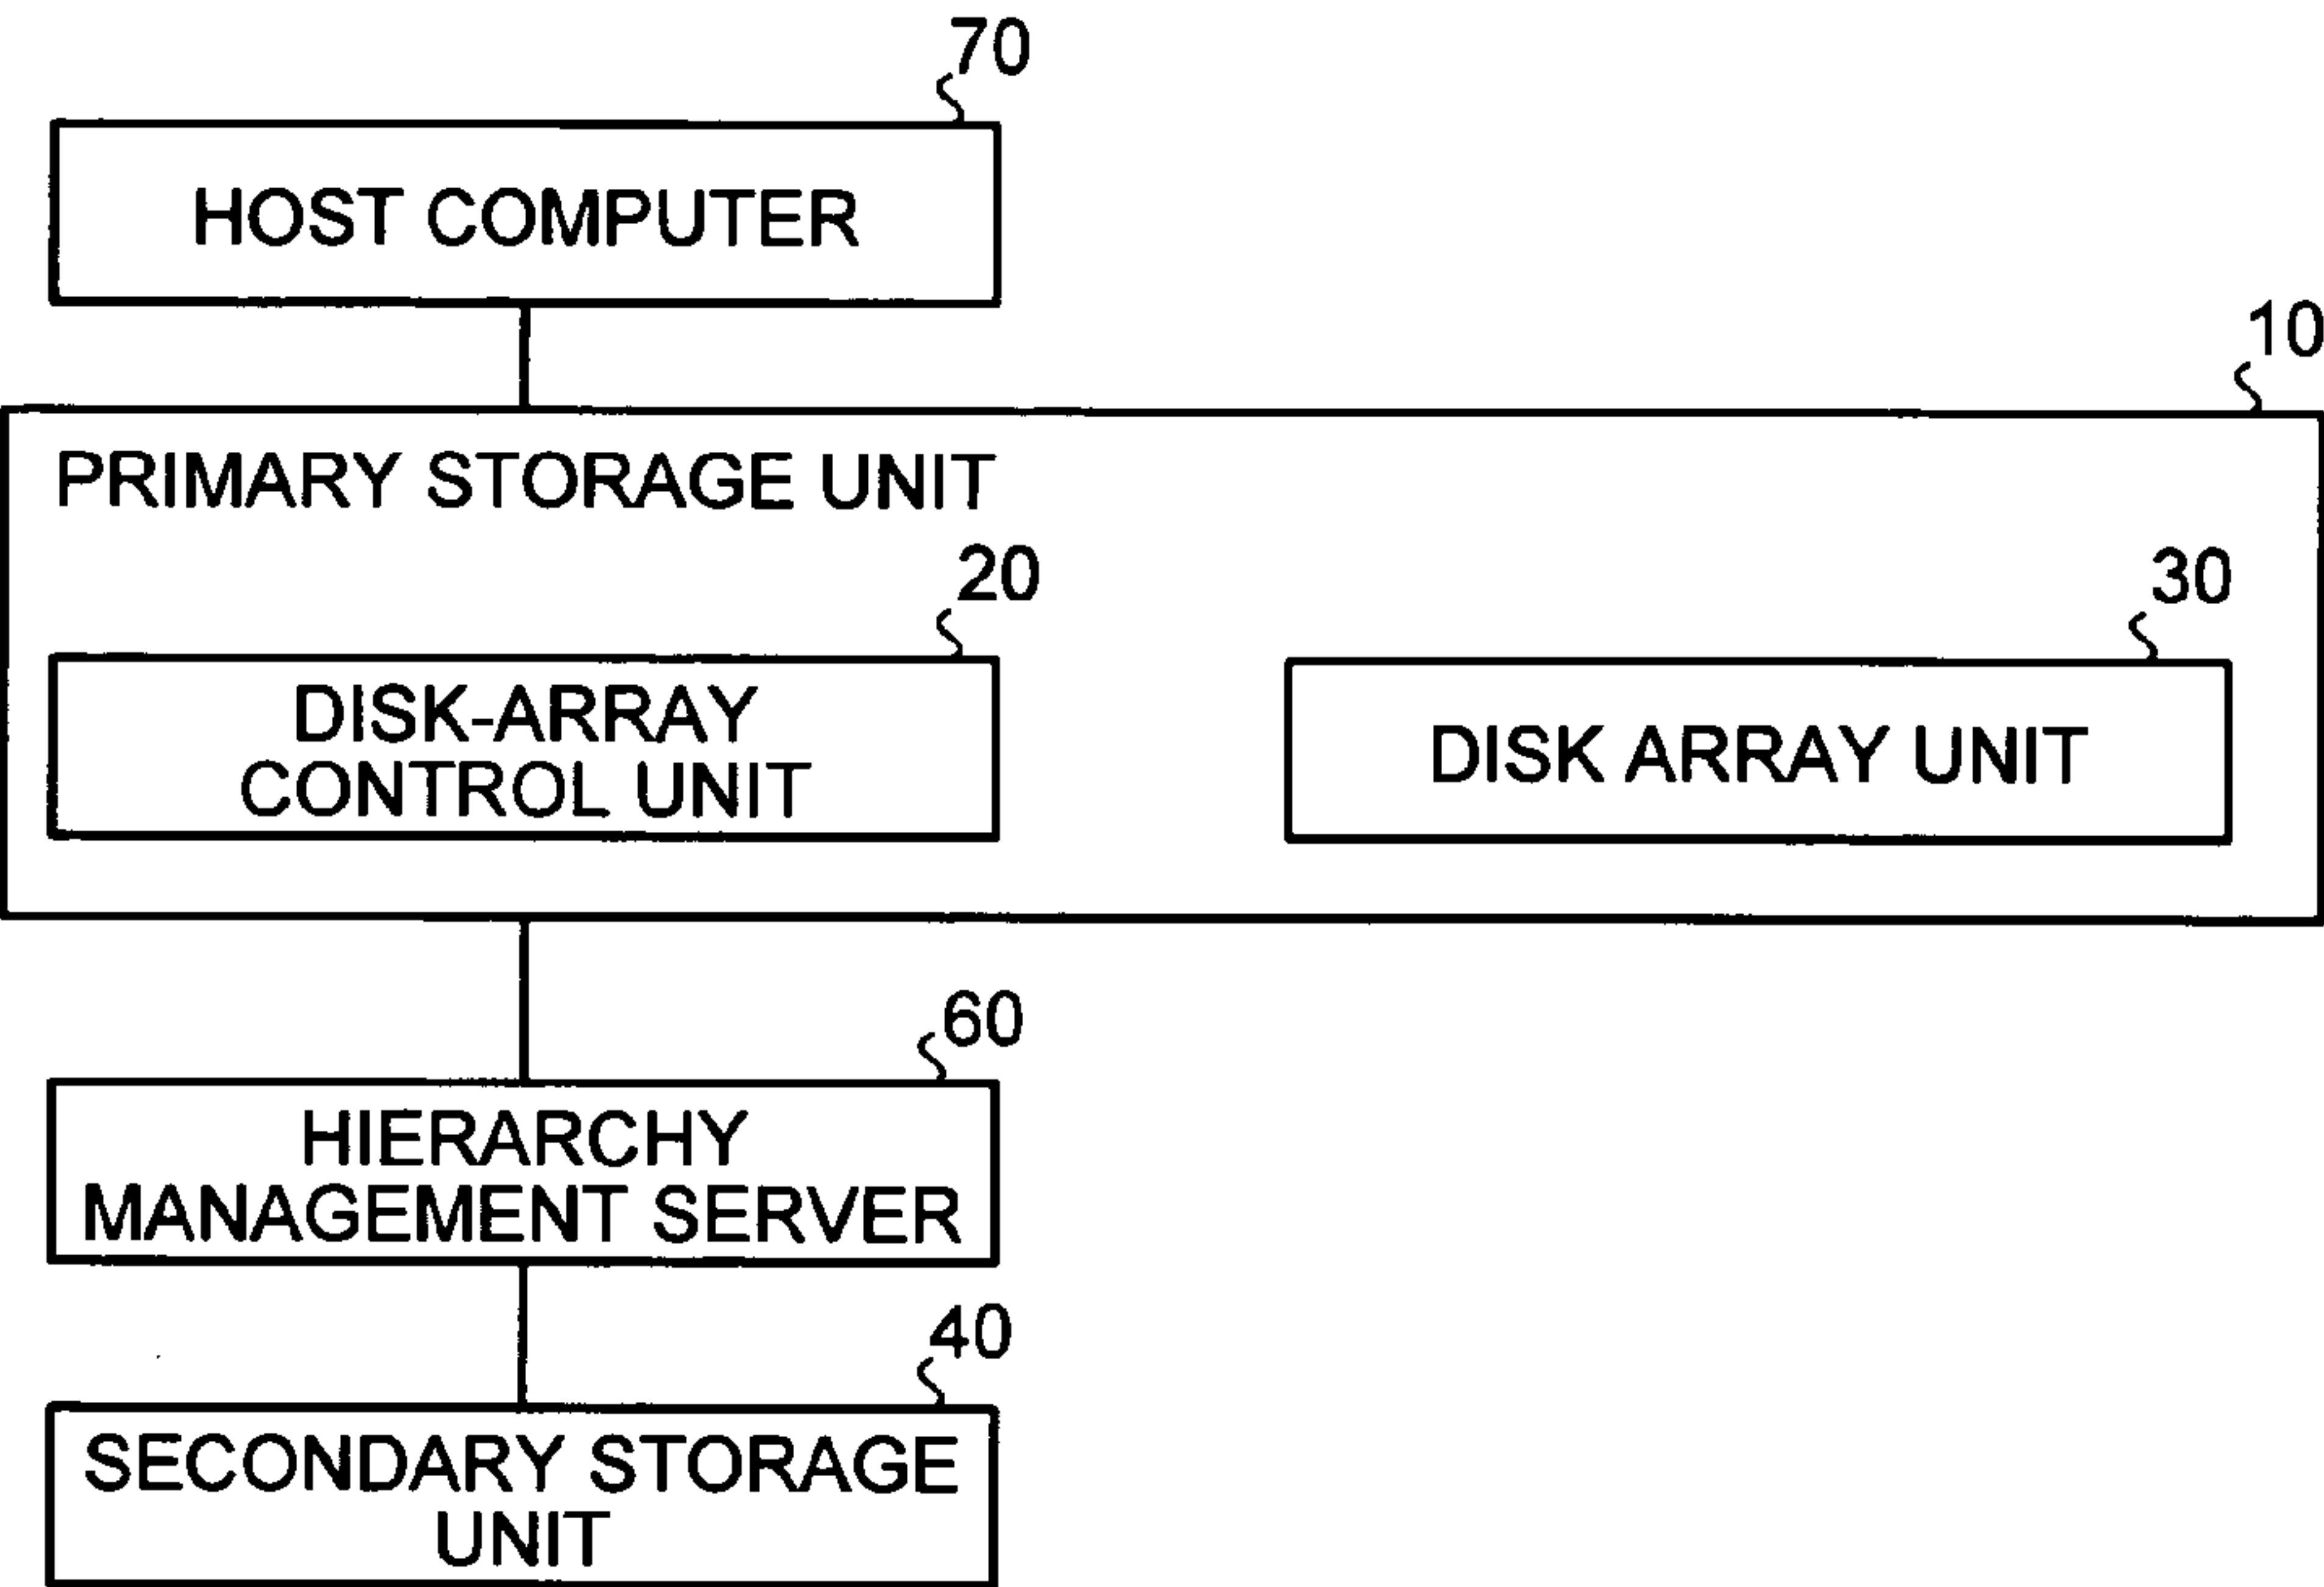 70
HOST COMPUTER
10
PRIMARY STORAGE UNIT
20
30
DISK-ARRAY
CONTROL UNIT
DISK ARRAY UNIT
60
HIERARCHY
MANAGEMENT SERVER
40
SECONDARY STORAGE
UNIT